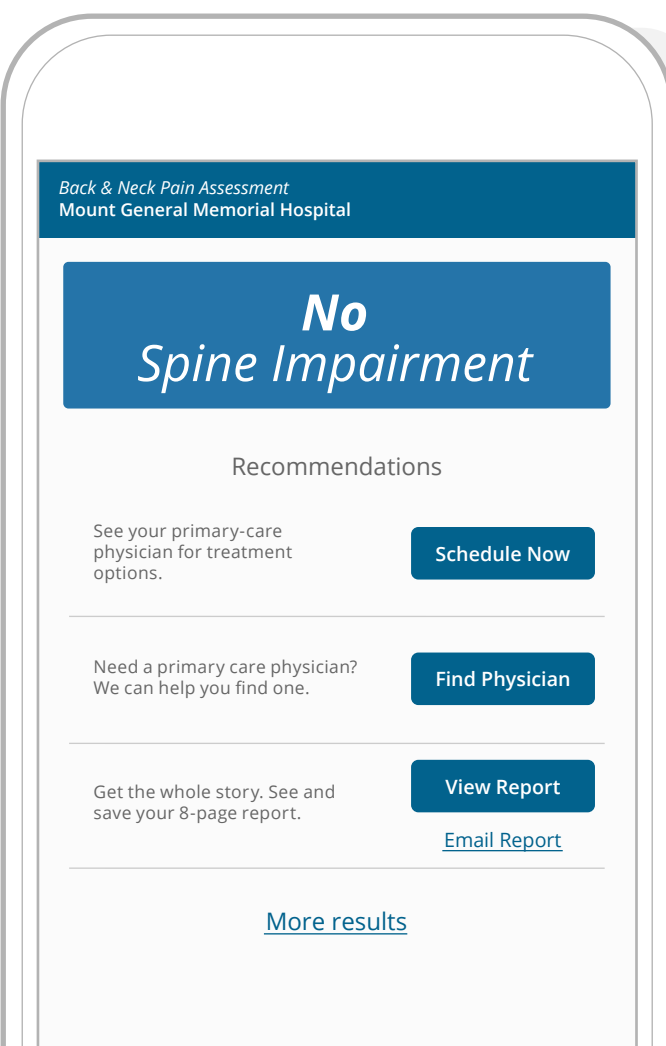 Back & Neck Pain Assessment
Mount General Memorial Hospital
No
Spine Impairment
Recommendations
See your primary-care
physician for treatment
options.
Schedule Now
Need a primary care physician?
We can help you find one.
Find Physician
Get the whole story. See and
save your 8-page report.
View Report
Email Report
More results